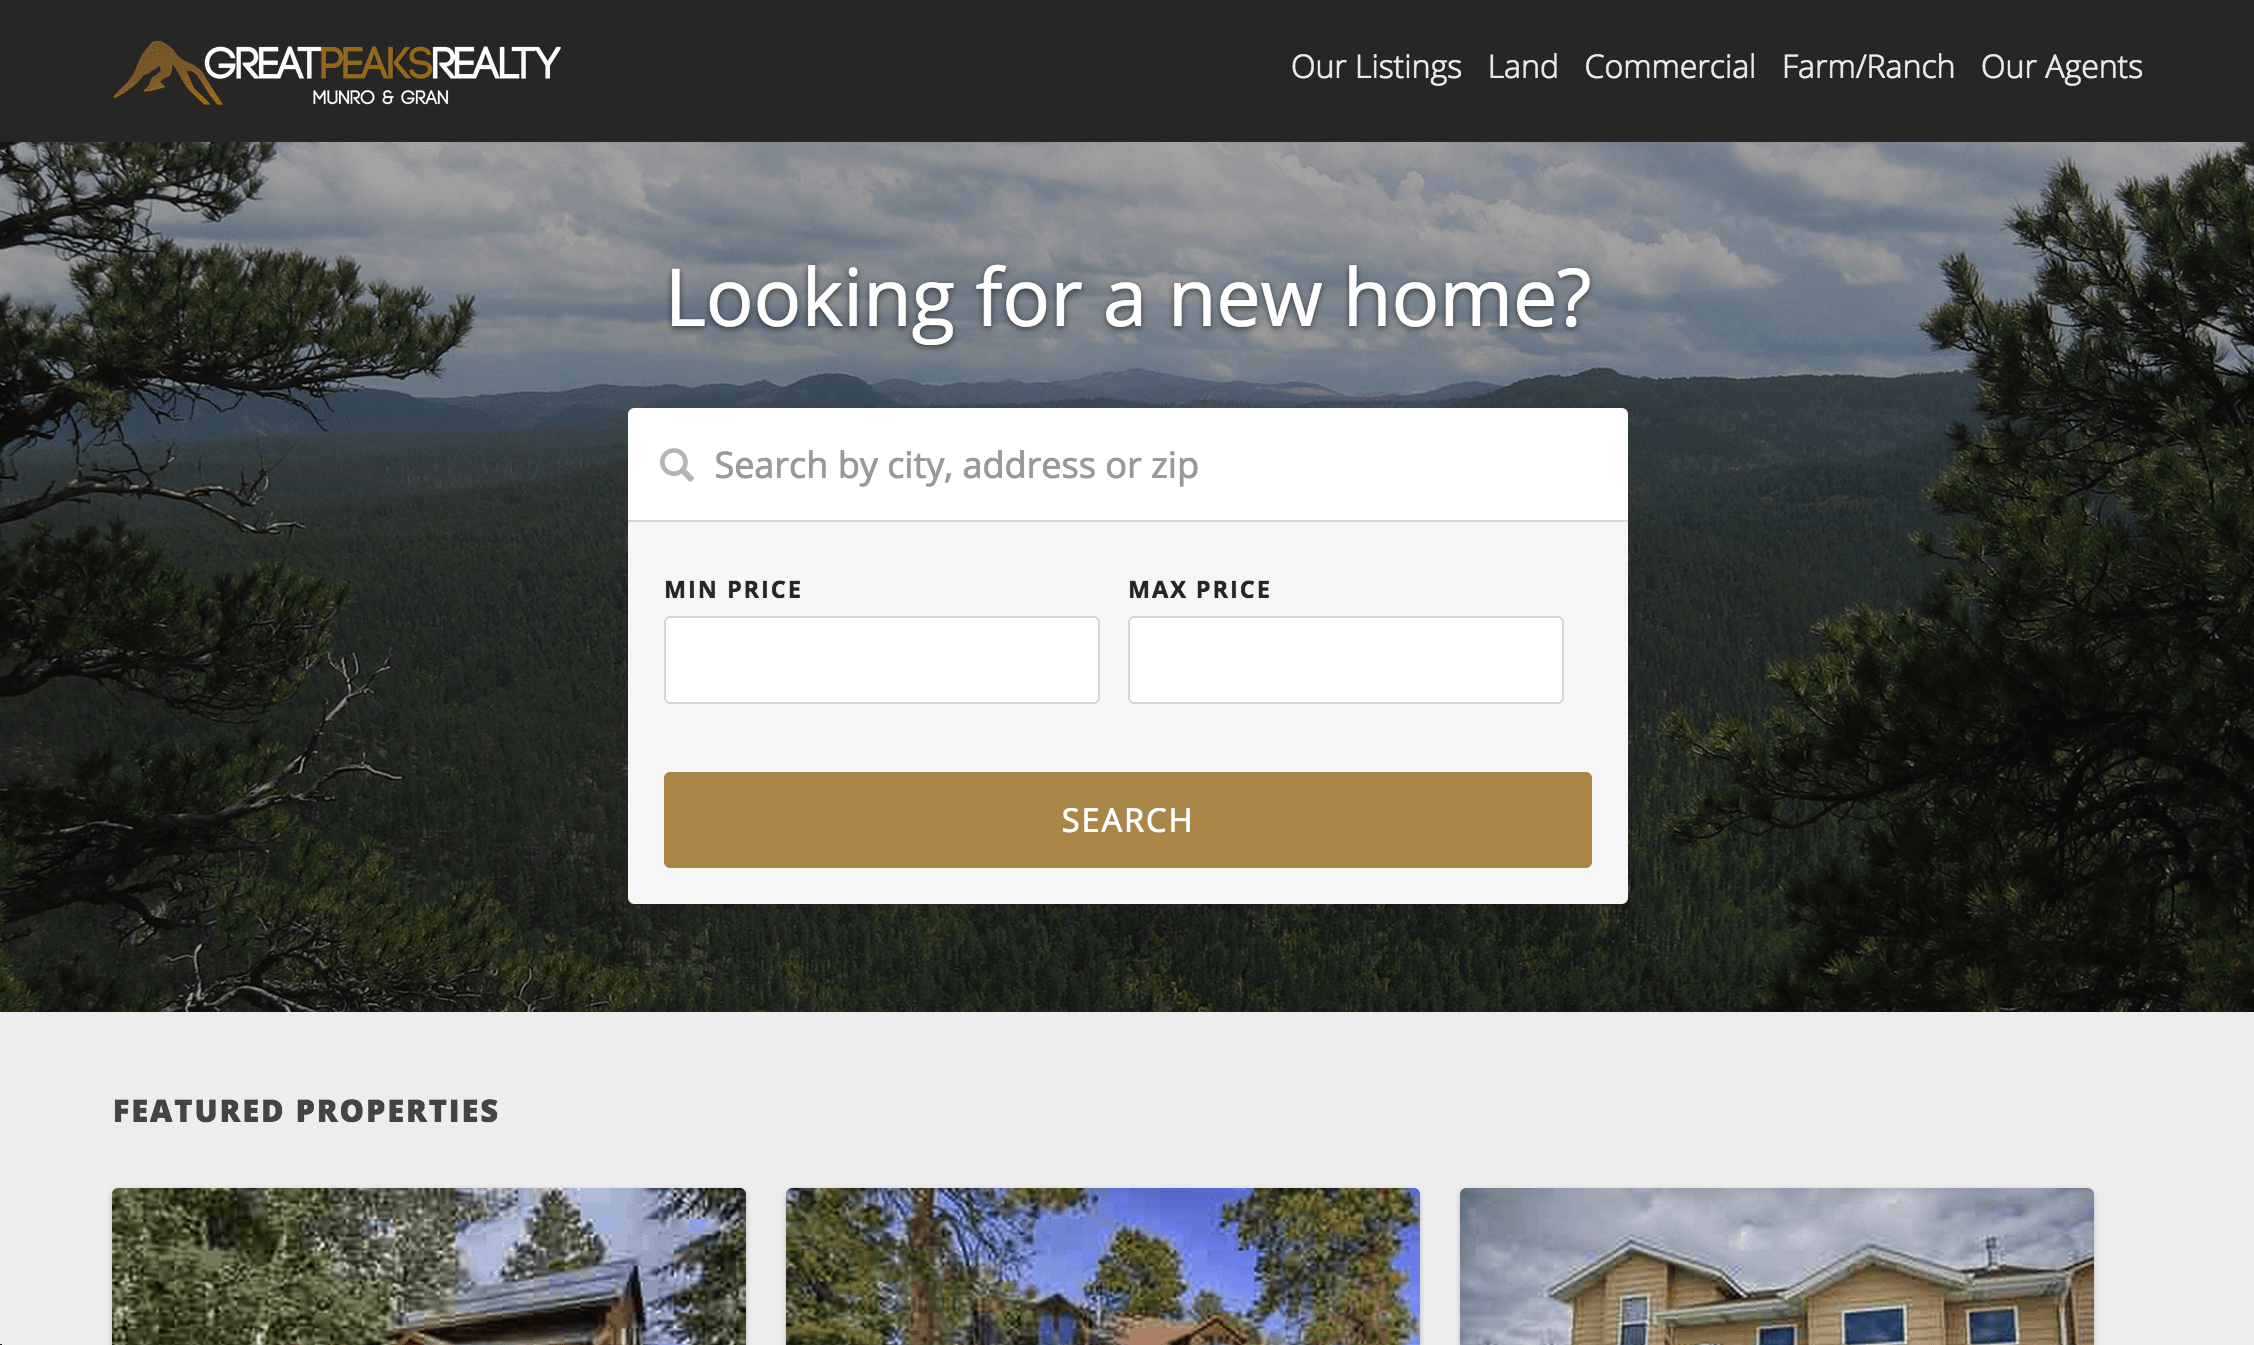 GREATPEAKSREALTY
MUNRO & GRAN
Our Listings Land Commercial Farm/Ranch Our Agents
Looking for a new home?
Search by city, address or zip
MIN PRICE MAX PRICE
SEARCH
FEATURED PROPERTIES